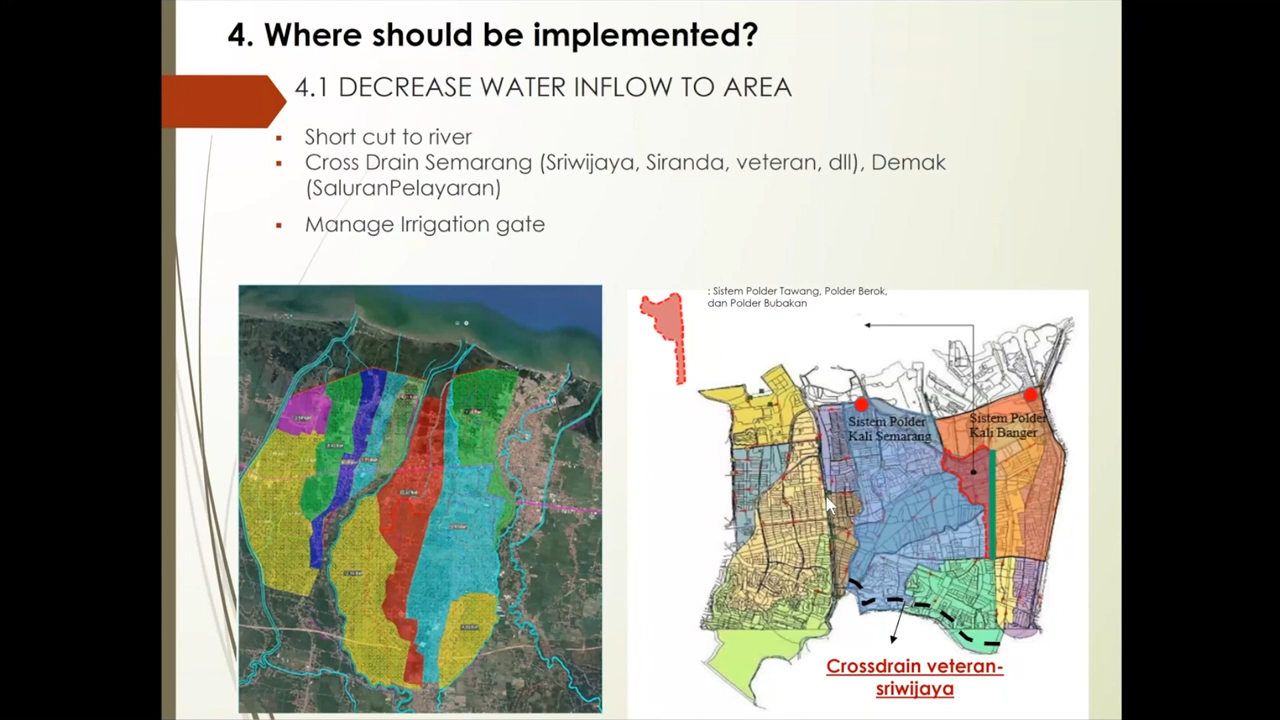 4. Where should be implemented?
4.1 DECREASE WATER INFLOW TO AREA
▪ Short cut to river
▪ Cross Drain Semarang (Sriwijaya, Siranda, veteran, dll), Demak
(SaluranPelayaran)
▪ Manage Irrigation gate
: Sistem Polder Tawang, Polder Berok,
dan Polder Bubakan
Sistem Polder
Kali Semarang
Sistem Polder
Kali Banger
Crossdrain veteran-
sriwijaya